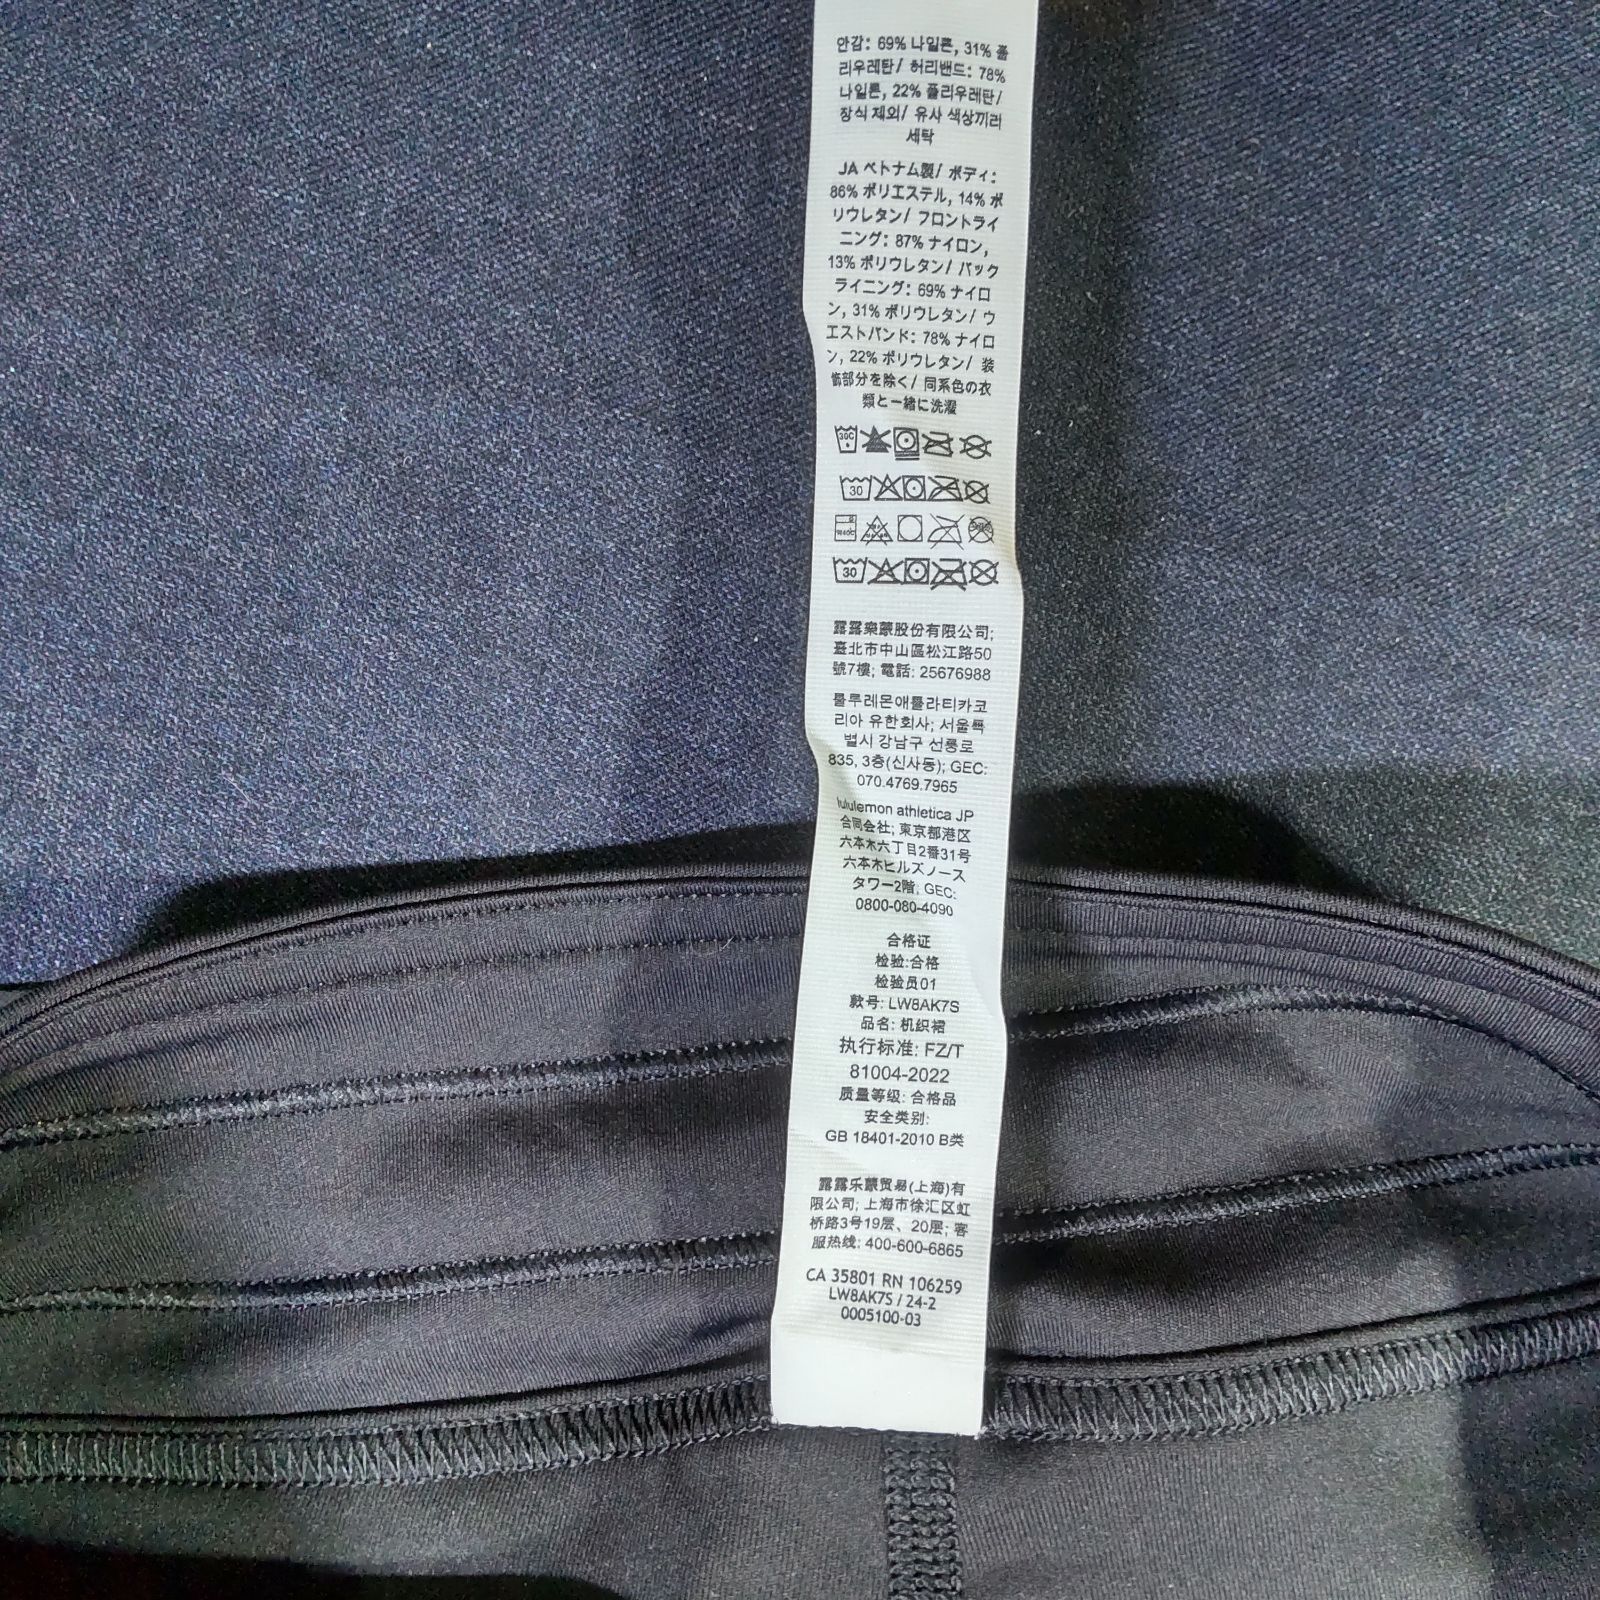 안감: 69% 나일론, 31% 폴
리우레탄/ 허리밴드: 78%
나일론, 22% 폴리우레탄/
장식 제외/ 유사 색상끼리
세탁
JA ベトナム製/ ボディ:
86% ポリエステル, 14% ポ
リウレタン/ フロントライ
ニング: 87% ナイロン,
13% ポリウレタン/ バック
ライニング: 69% ナイロ
ン, 31% ポリウレタン/ ウ
エストバンド: 78% ナイロ
ン, 22% ポリウレタン/ 装
飾部分を除く/ 同系色の衣
類と一緒に洗濯
30C
30
30
露露樂蒙股份有限公司;
臺北市中山區松江路50
號7樓; 電話: 25676988
룰루레몬애틀라티카코
리아 유한회사; 서울특
별시 강남구 선릉로
835, 3층(신사동); GEC:
070.4769.7965
lululemon athletica JP
合同会社; 東京都港区
六本木六丁目2番31号
六本木ヒルズノース
タワー2階; GEC:
0800-080-4090
合格证
检验:合格
检验员01
款号: LW8AK7S
品名: 机织裙
执行标准: FZ/T
81004-2022
质量等级: 合格品
安全类别:
GB 18401-2010 B类
露露乐蒙贸易(上海)有
限公司; 上海市徐汇区虹
桥路3号19层、20层; 客
服热线: 400-600-6865
CA 35801 RN 106259
LW8AK7S / 24-2
0005100-03